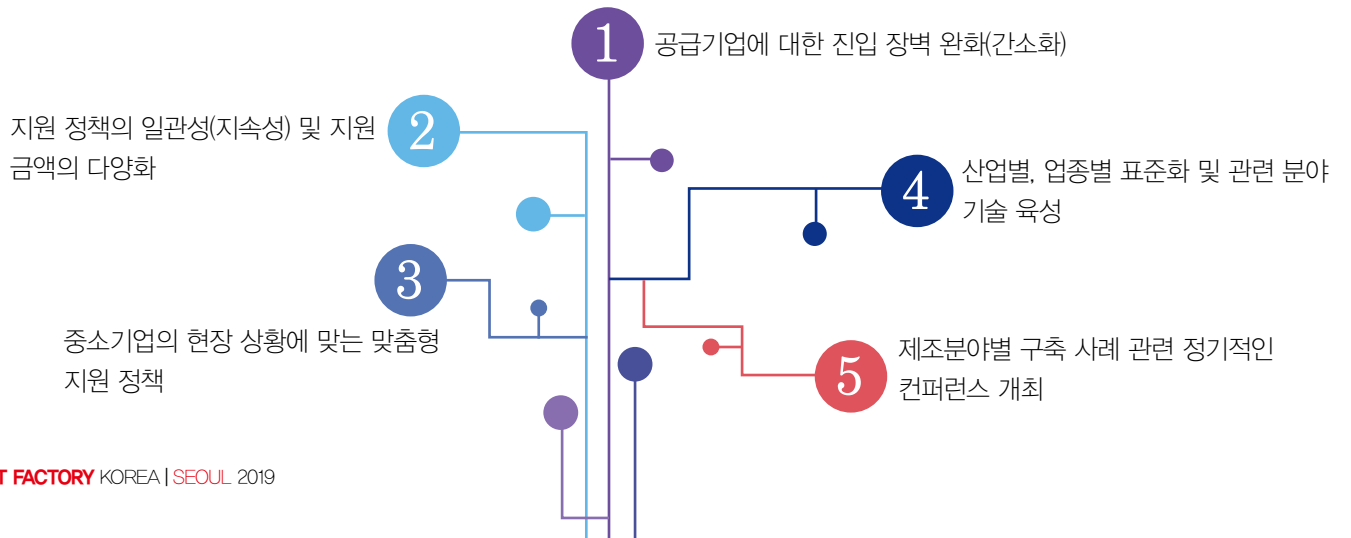 1
공급기업에 대한 진입 장벽 완화(간소화)
2
지원 정책의 일관성(지속성) 및 지원
금액의 다양화
3
중소기업의 현장 상황에 맞는 맞춤형
지원 정책
4
산업별, 업종별 표준화 및 관련 분야
기술 육성
5
제조분야별 구축 사례 관련 정기적인
컨퍼런스 개최
T FACTORY KOREA | SEOUL 2019